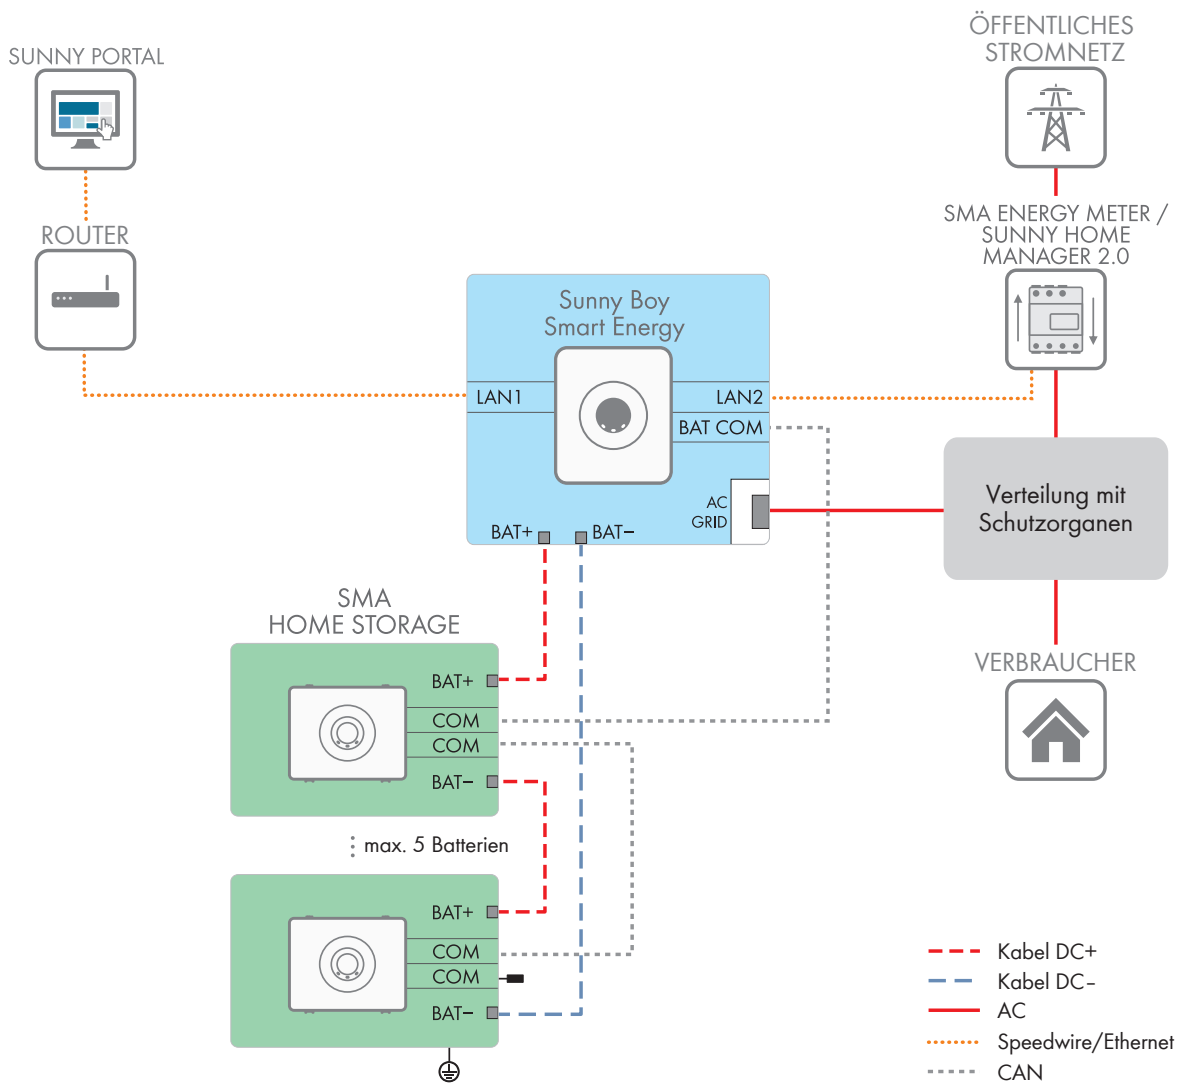 SUNNY PORTAL
ROUTER
ÖFFENTLICHES
STROMNETZ
SMA ENERGY METER /
SUNNY HOME
MANAGER 2.0
Sunny Boy
Smart Energy
LAN1
LAN2
BAT COM
AC
GRID
BAT+
BAT−
Verteilung mit
Schutzorganen
VERBRAUCHER
SMA
HOME STORAGE
BAT+
COM
COM
BAT−
max. 5 Batterien
BAT+
COM
COM
BAT−
Kabel DC+
Kabel DC-
AC
Speedwire/Ethernet
CAN